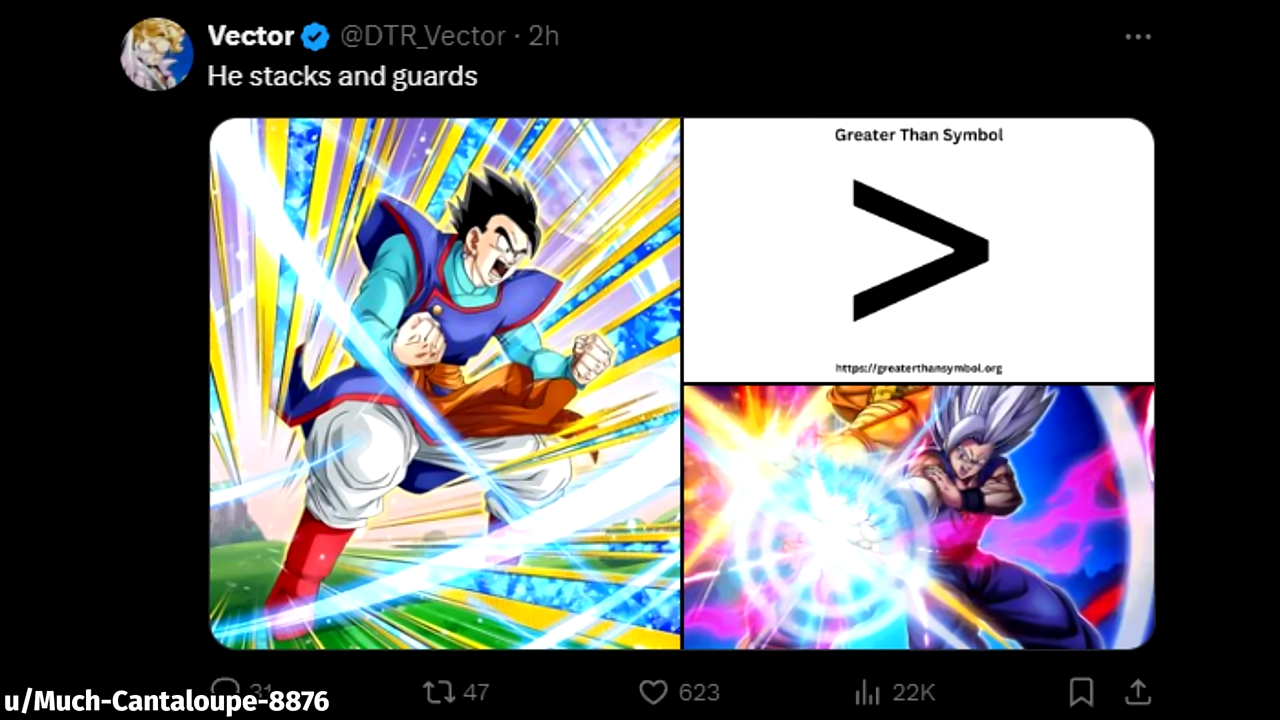 Vector @DTR_Vector · 2h
He stacks and guards
Greater Than Symbol
>
https://greaterthansymbol.org
31 47 623 22K
u/Much-Cantaloupe-8876